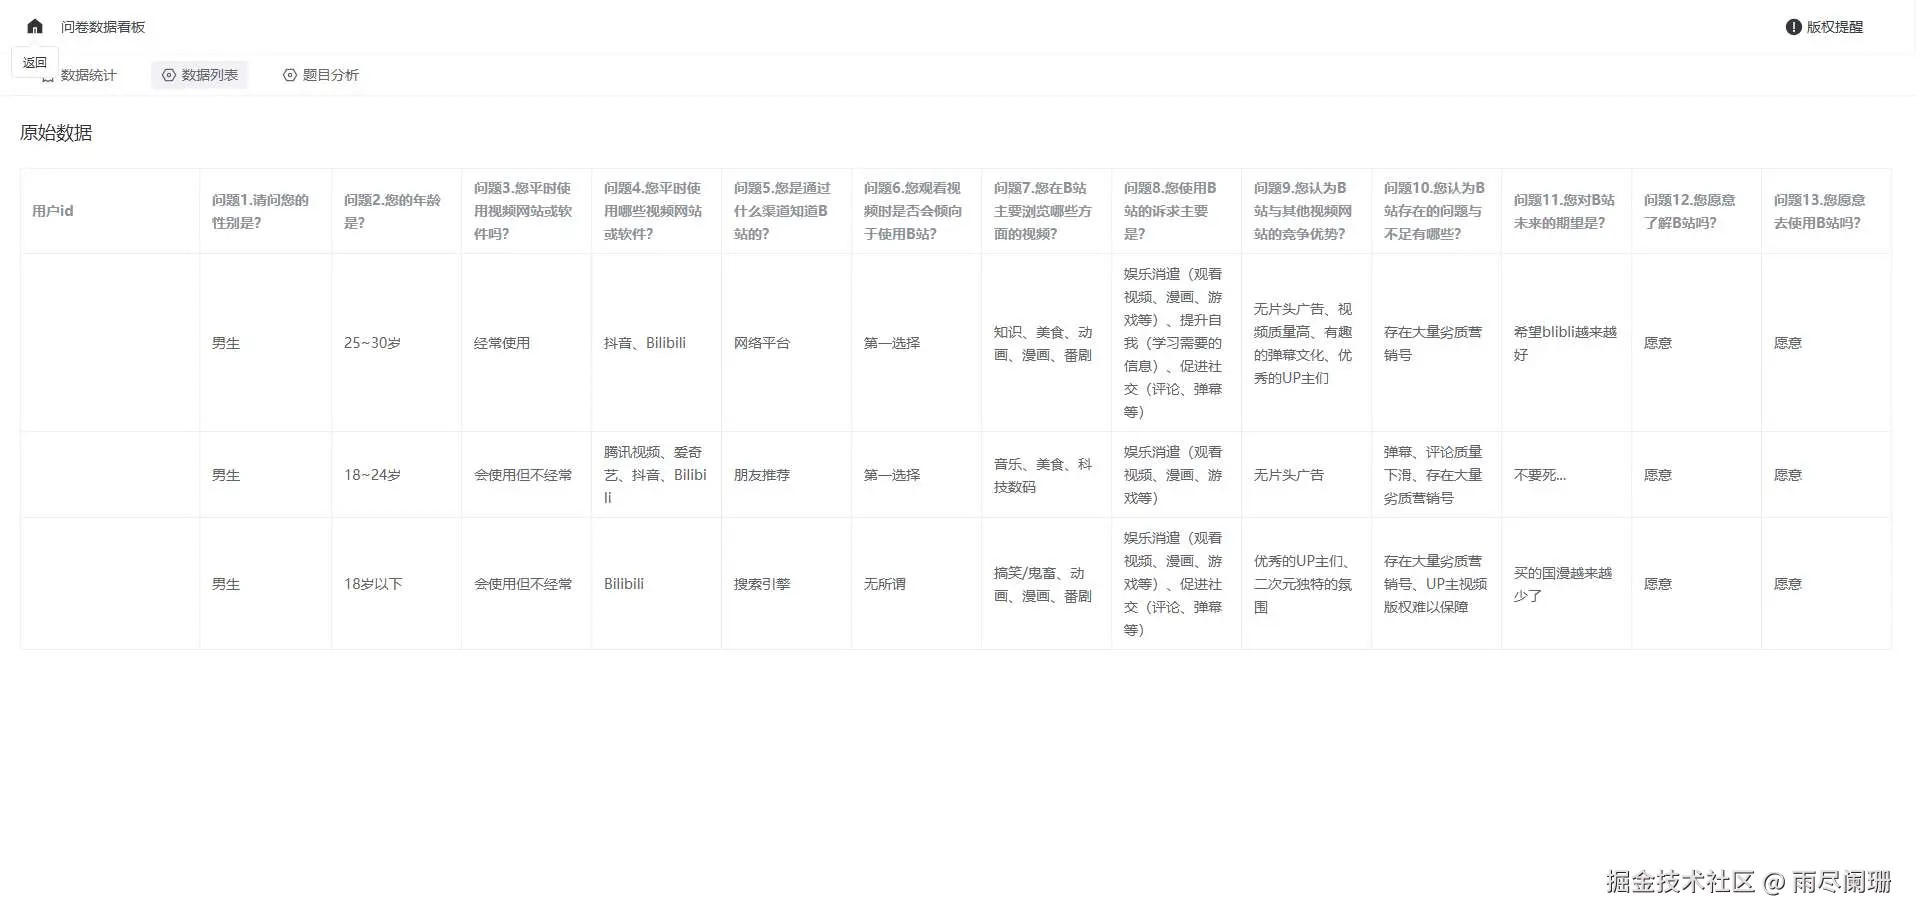 问卷数据看板
版权提醒
返回
数据统计
数据列表
题目分析
原始数据
用户id
问题1.请问您的
性别是?
问题2.您的年龄
是?
问题3.您平时使
用视频网站或软
件吗?
问题4.您平时使
用哪些视频网站
或软件?
问题5.您是通过
什么渠道知道B
站的?
问题6.您观看视
频时是否会倾向
于使用B站?
问题7.您在B站
主要浏览哪些方
面的视频?
问题8.您使用B
站的诉求主要
是?
问题9.您认为B
站与其他视频网
站的竞争优势?
问题10.您认为B
站存在的问题与
不足有哪些?
问题11.您对B站
未来的期望是?
问题12.您愿意
了解B站吗?
问题13.您愿意
去使用B站吗?
男生
25~30岁
经常使用
抖音、Bilibili
网络平台
第一选择
知识、美食、动
画、漫画、番剧
娱乐消遣（观看
视频、漫画、游
戏等）、提升自
我（学习需要的
信息）、促进社
交（评论、弹幕
等）
无片头广告、视
频质量高、有趣
的弹幕文化、优
秀的UP主们
存在大量劣质营
销号
希望blibli越来越
好
愿意
愿意
男生
18~24岁
会使用但不经常
腾讯视频、爱奇
艺、抖音、Bilibi
li
朋友推荐
第一选择
音乐、美食、科
技数码
娱乐消遣（观看
视频、漫画、游
戏等）
无片头广告
弹幕、评论质量
下滑、存在大量
劣质营销号
不要死...
愿意
愿意
男生
18岁以下
会使用但不经常
Bilibili
搜索引擎
无所谓
搞笑/鬼畜、动
画、漫画、番剧
娱乐消遣（观看
视频、漫画、游
戏等）、促进社
交（评论、弹幕
等）
优秀的UP主们、
二次元独特的氛
围
存在大量劣质营
销号、UP主视频
版权难以保障
买的国漫越来越
少了
愿意
愿意
掘金技术社区 @ 雨尽阑珊